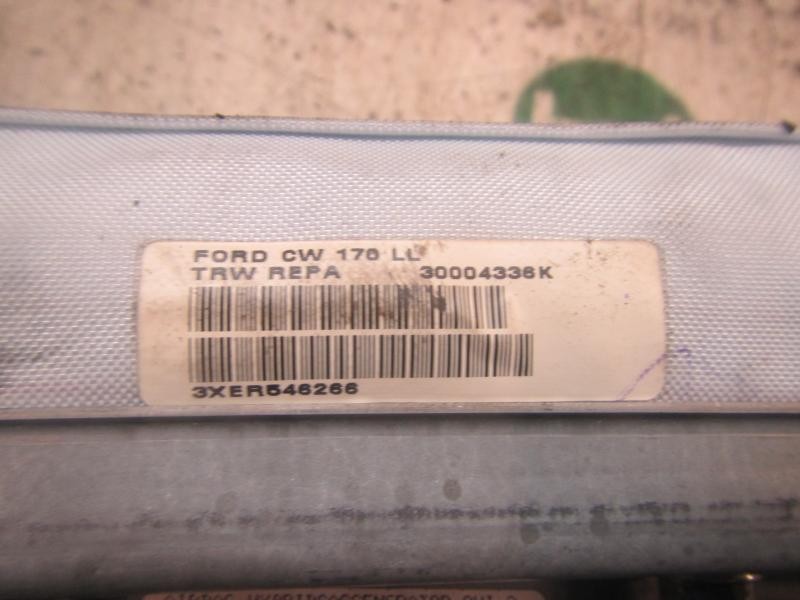 FORD CW 170 LL
TRW REPA 30004336K
3XER546266